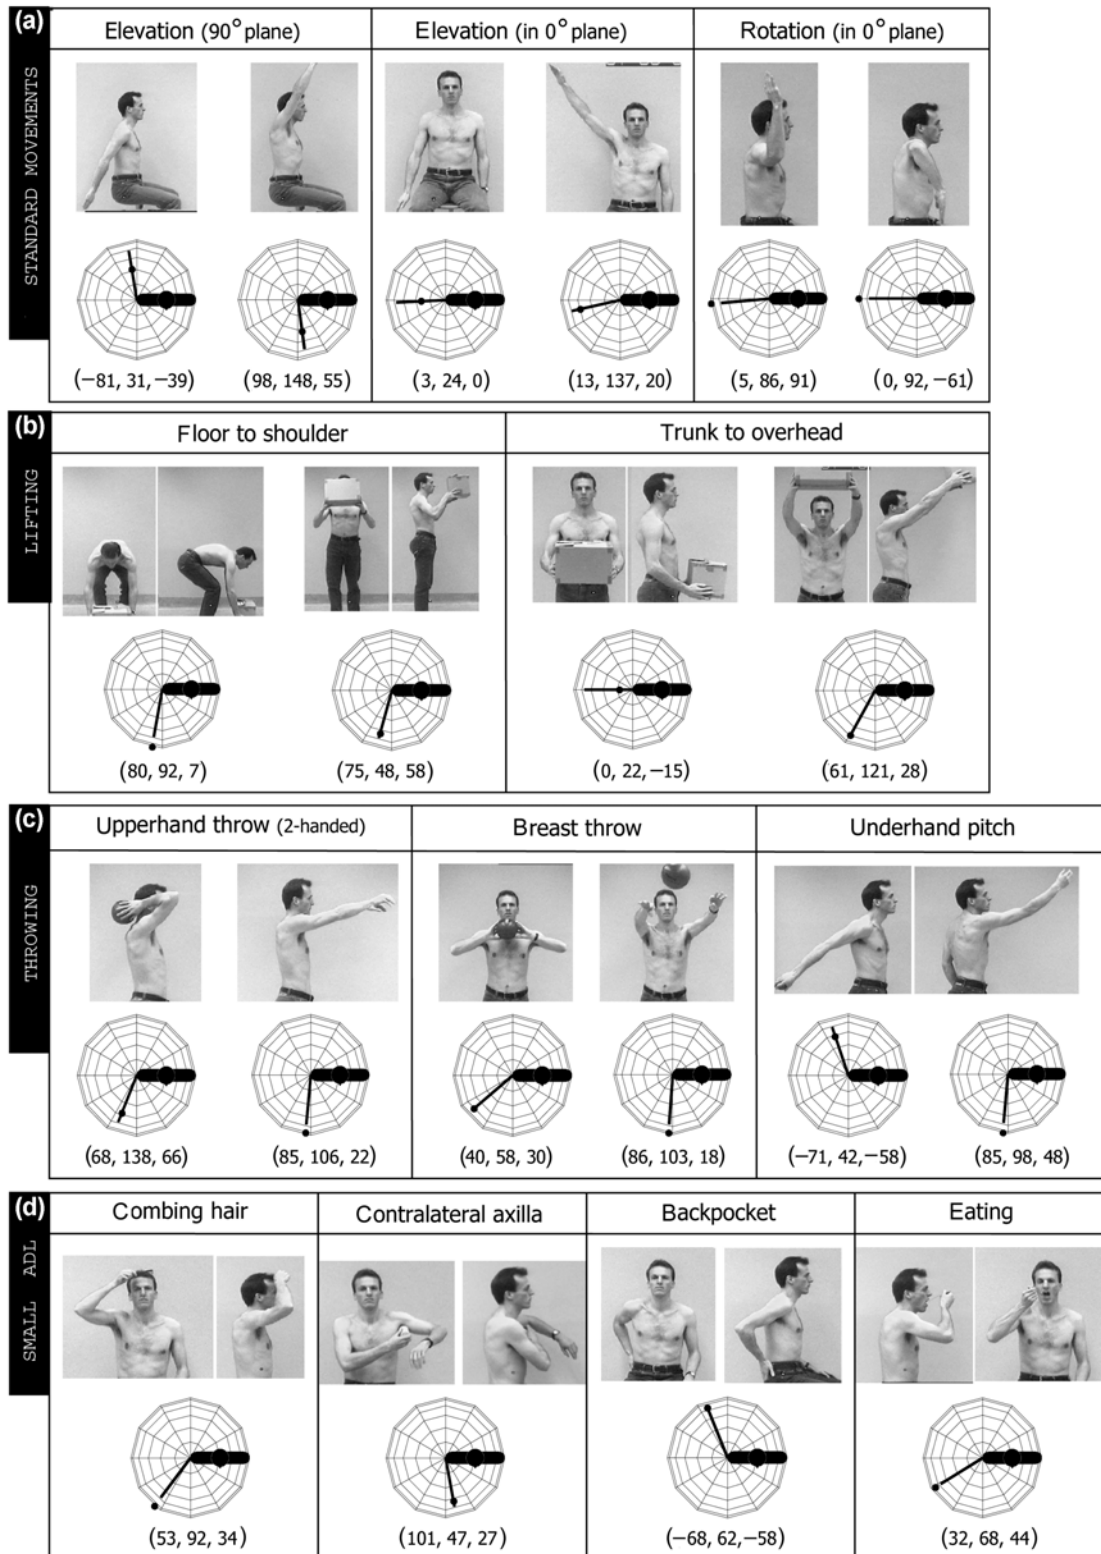 (a)
STANDARD MOVEMENTS
Elevation (90° plane)
Elevation (in 0° plane)
Rotation (in 0° plane)
(−81, 31, −39)
(98, 148, 55)
(3, 24, 0)
(13, 137, 20)
(5, 86, 91)
(0, 92, −61)
(b)
LIFTING
Floor to shoulder
Trunk to overhead
(80, 92, 7)
(75, 48, 58)
(0, 22, −15)
(61, 121, 28)
(c)
THROWING
Upperhand throw (2-handed)
Breast throw
Underhand pitch
(68, 138, 66)
(85, 106, 22)
(40, 58, 30)
(86, 103, 18)
(−71, 42, −58)
(85, 98, 48)
(d)
SMALL ADL
Combing hair
Contralateral axilla
Backpocket
Eating
(53, 92, 34)
(101, 47, 27)
(−68, 62, −58)
(32, 68, 44)